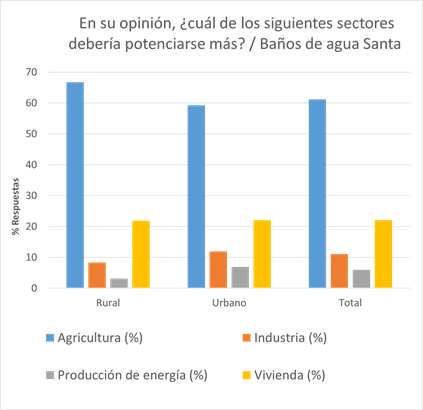 En su opinión, ¿cuál de los siguientes sectores
debería potenciarse más? / Baños de agua Santa
70
60
50
40
30
20
10
0
% Respuestas
Rural
Urbano
Total
Agricultura (%)
Industria (%)
Producción de energía (%)
Vivienda (%)